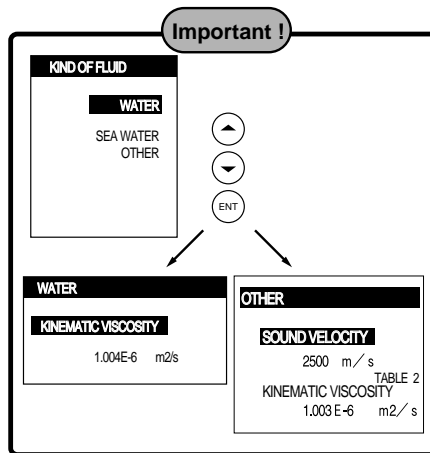 Important !
KIND OF FLUID
WATER
SEA WATER
OTHER
ENT
WATER
KINEMATIC VISCOSITY
1.004E-6 m2/s
OTHER
SOUND VELOCITY
2500 m／s
TABLE 2
KINEMATIC VISCOSITY
1.003 E-6 m2／s